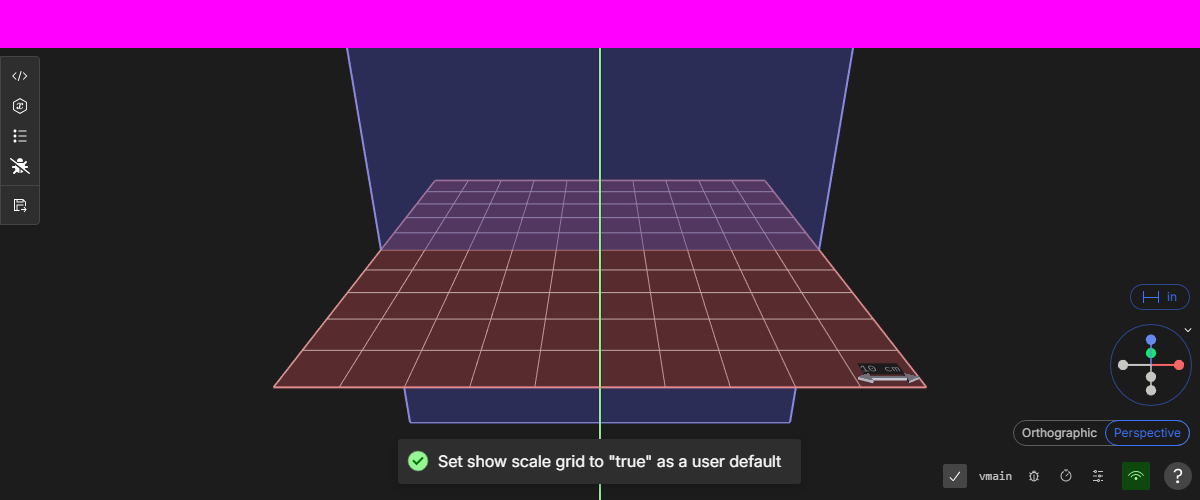 10 cm
in
Orthographic Perspective
Set show scale grid to "true" as a user default
vmain
?